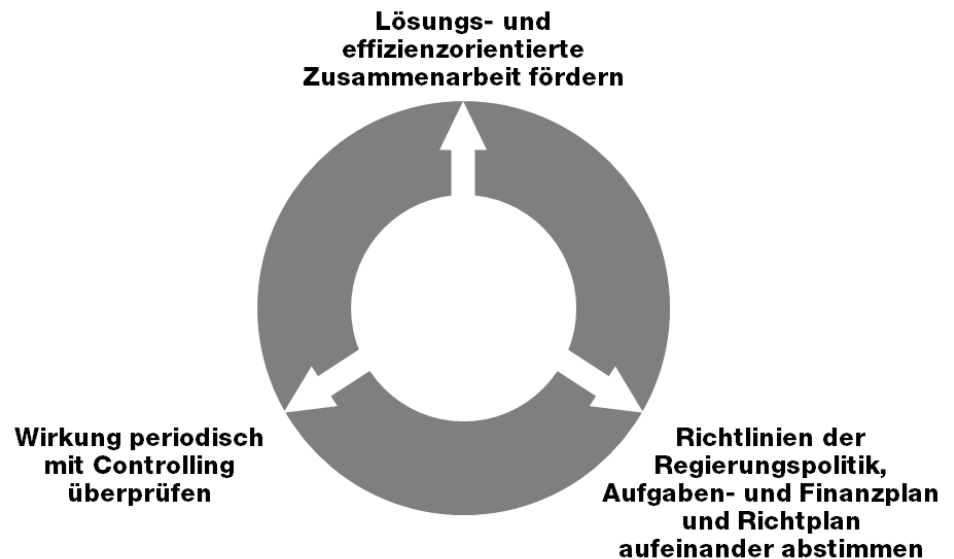 Lösungs- und
effizienzorientierte
Zusammenarbeit fördern
Wirkung periodisch
mit Controlling
überprüfen
Richtlinien der
Regierungspolitik,
Aufgaben- und Finanzplan
und Richtplan
aufeinander abstimmen